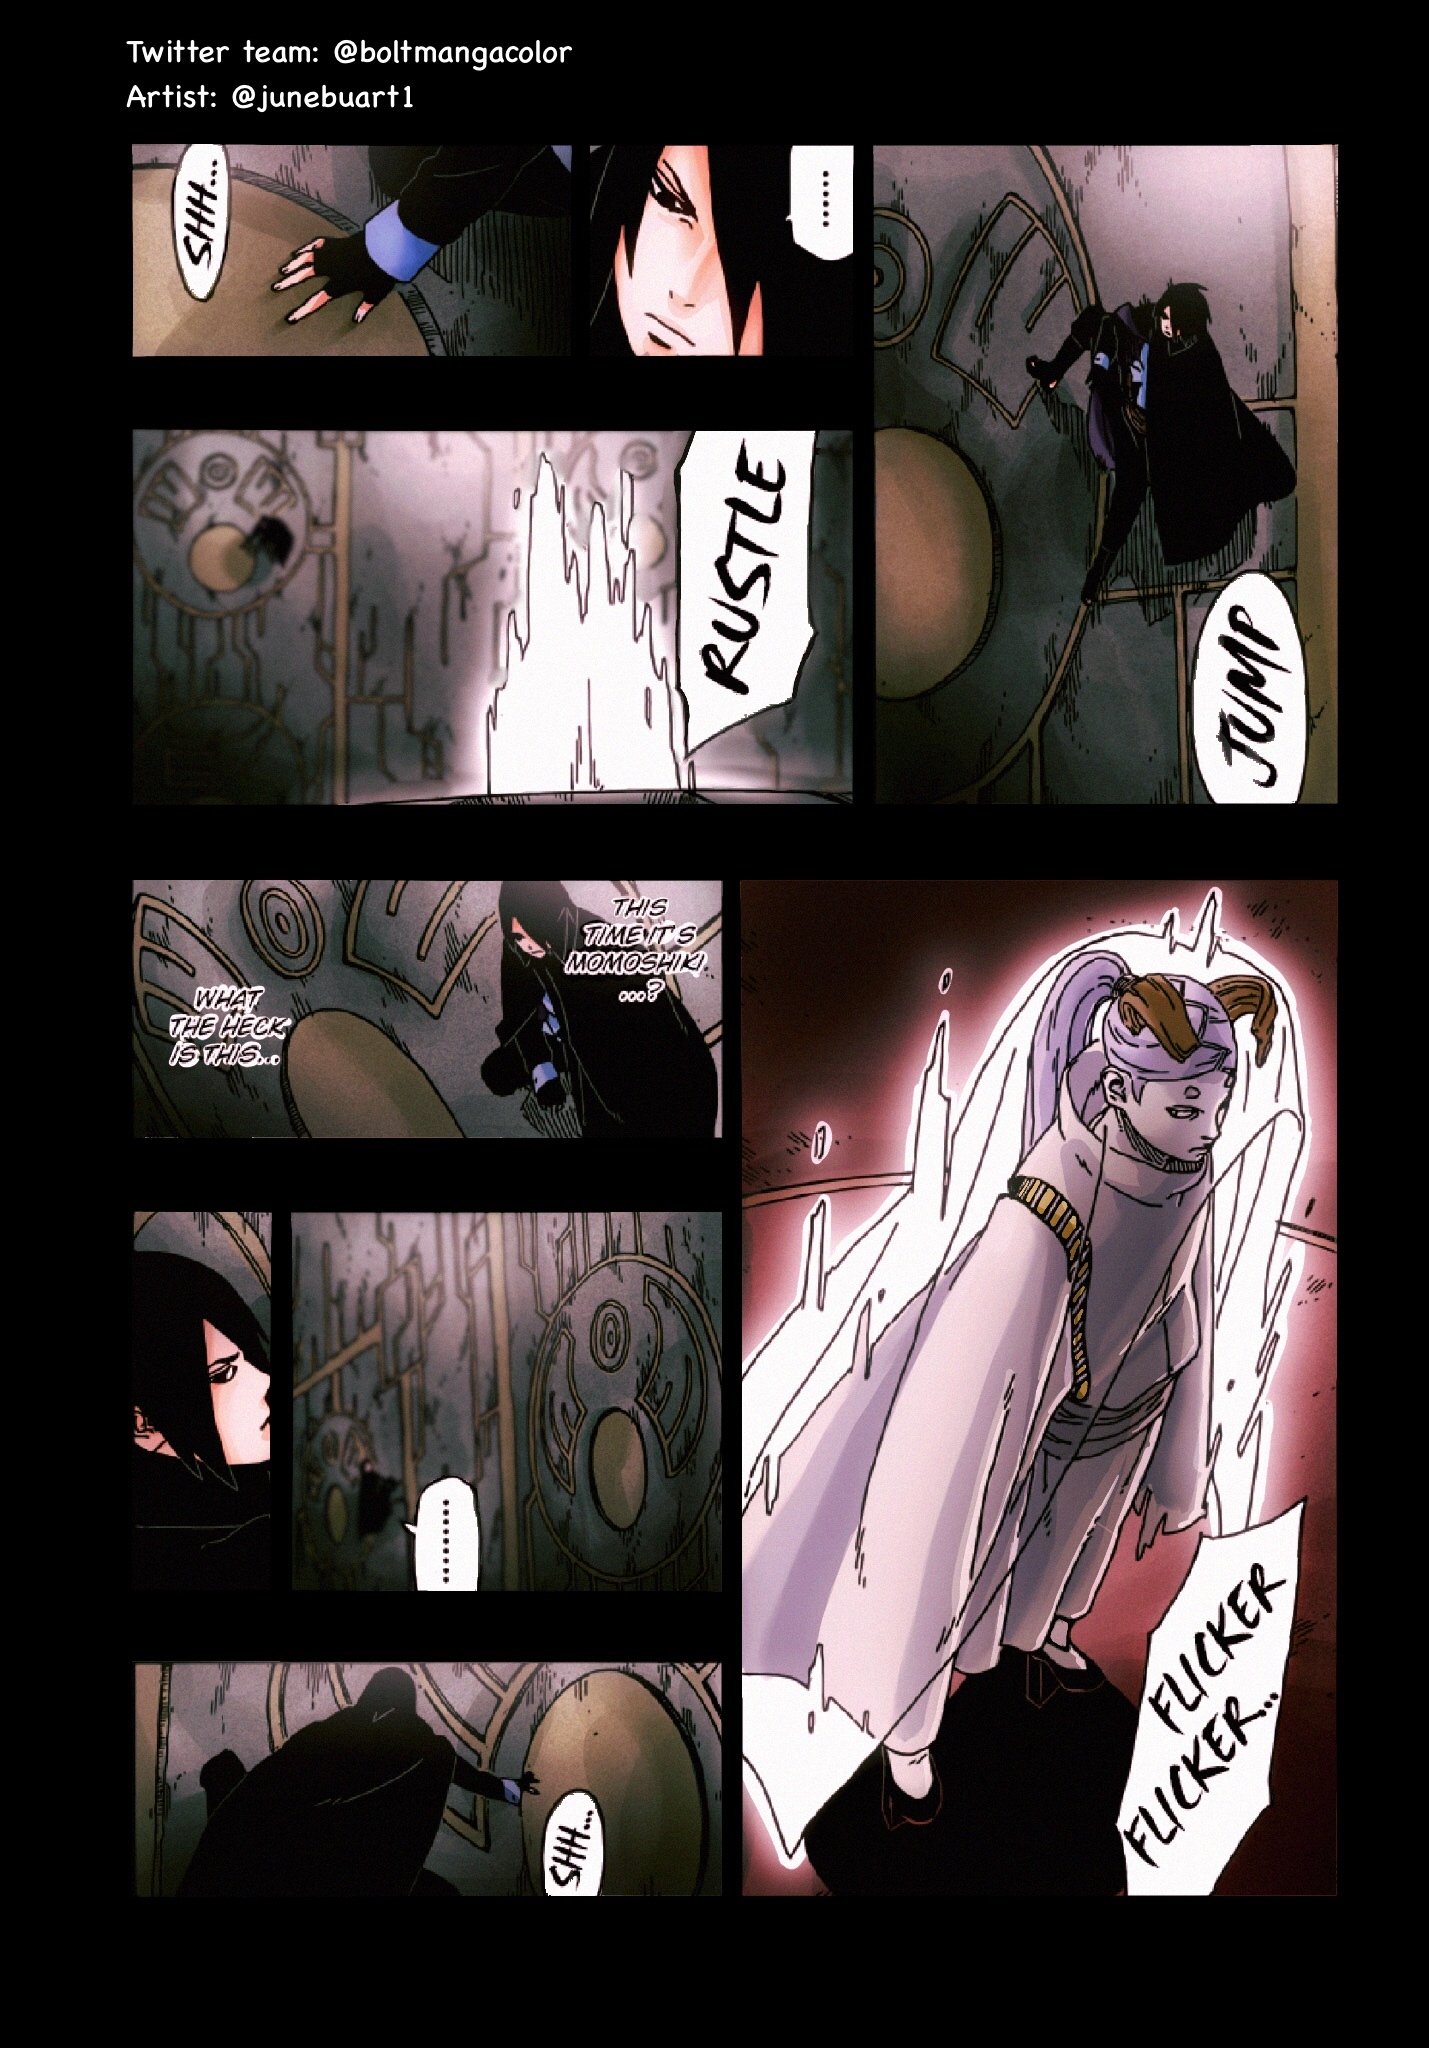 Twitter team: @boltmangacolor
Artist: @junebuart1
JUMP
.......
SHH...
RUSTLE
FLICKER
FLICKER...
THIS
TIME IT'S
MOMOSHIKI
...?
WHAT
THE HECK
IS THIS...
.........
SHH...